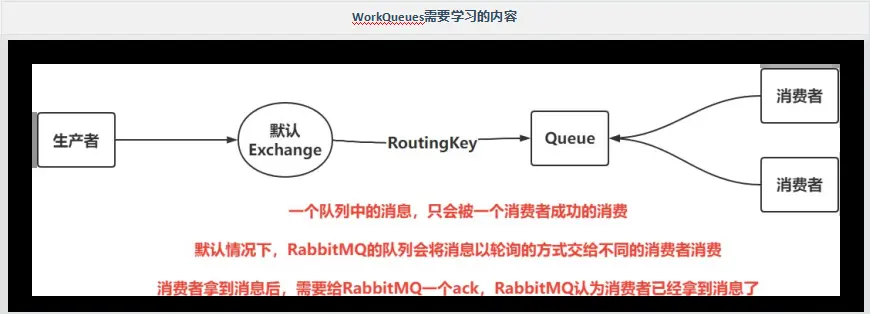 WorkQueues需要学习的内容
生产者
默认
Exchange
RoutingKey
Queue
消费者
消费者
一个队列中的消息，只会被一个消费者成功的消费
默认情况下，RabbitMQ的队列会将消息以轮询的方式交给不同的消费者消费
消费者拿到消息后，需要给RabbitMQ一个ack，RabbitMQ认为消费者已经拿到消息了